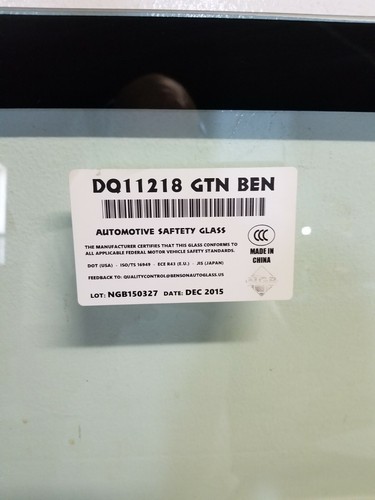 DQ11218 GTN BEN
AUTOMOTIVE SAFTETY GLASS
THE MANUFACTURER CERTIFIES THAT THIS GLASS CONFORMS TO
ALL APPLICABLE FEDERAL MOTOR VEHICLE SAFETY STANDARDS.
DOT (USA) - ISO/TS 16949 - ECE R43 (E.U.) - JIS (JAPAN)
FEEDBACK TO: QUALITYCONTROL@BENSONAUTOGLASS.US
LOT: NGB150327 DATE: DEC 2015
CCC
MADE IN
CHINA